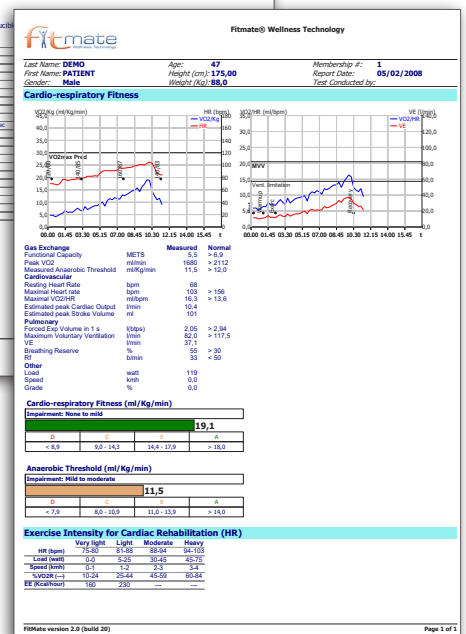 fitmate
Wellness Technology
Fitmate® Wellness Technology
Last Name: DEMO Age: 47 Membership #: 1
First Name: PATIENT Height (cm): 175,00 Report Date: 05/02/2008
Gender: Male Weight (Kg): 88,0 Test Conducted by:
Cardio-respiratory Fitness
VO2/Kg (ml/Kg/min) HR (bpm) VO2/HR (ml/bpm) VE (l/min)
VO2/Kg
HR
VO2max Pred
VO2/HR
VE
MVV
Vent. limitation
00.00 01.45 03.30 05.15 07.00 08.45 10.30 12.15 14.00 15.45 t
00.00 01.45 03.30 05.15 07.00 08.45 10.30 12.15 14.00 15.45 t
Gas Exchange Measured Normal
Functional Capacity METS 5,5 > 6,9
Peak VO2 ml/min 1680 > 2112
Measured Anaerobic Threshold ml/Kg/min 11,5 > 12,0
Cardiovascular
Resting Heart Rate bpm 68
Maximal Heart rate bpm 103 > 156
Maximal VO2/HR ml/bpm 16,3 > 13,6
Estimated peak Cardiac Output l/min 10.4
Estimated peak Stroke Volume ml 101
Pulmonary
Forced Exp Volume in 1 s l(btps) 2,05 > 2,94
Maximum Voluntary Ventilation l/min 82,0 > 117,5
VE l/min 37,1
Breathing Reserve % 55 > 30
Rf b/min 33 < 50
Other
Load watt 119
Speed kmh 0,0
Grade % 0,0
Cardio-respiratory Fitness (ml/Kg/min)
Impairment: None to mild
19,1
D C B A
< 8,9 9,0 - 14,3 14,4 - 17,9 > 18,0
Anaerobic Threshold (ml/Kg/min)
Impairment: Mild to moderate
11,5
D C B A
< 7,9 8,0 - 10,9 11,0 - 13,9 > 14,0
Exercise Intensity for Cardiac Rehabilitation (HR)
Very light Light Moderate Heavy
HR (bpm) 75-80 81-88 88-94 94-103
Load (watt) 0-0 5-25 30-45 45-75
Speed (kmh) 0-1 1-2 2-3 3-4
%VO2R (---) 10-24 25-44 45-59 60-84
EE (Kcal/hour) 160 230 --- ---
FitMate version 2.0 (build 20) Page 1 of 1